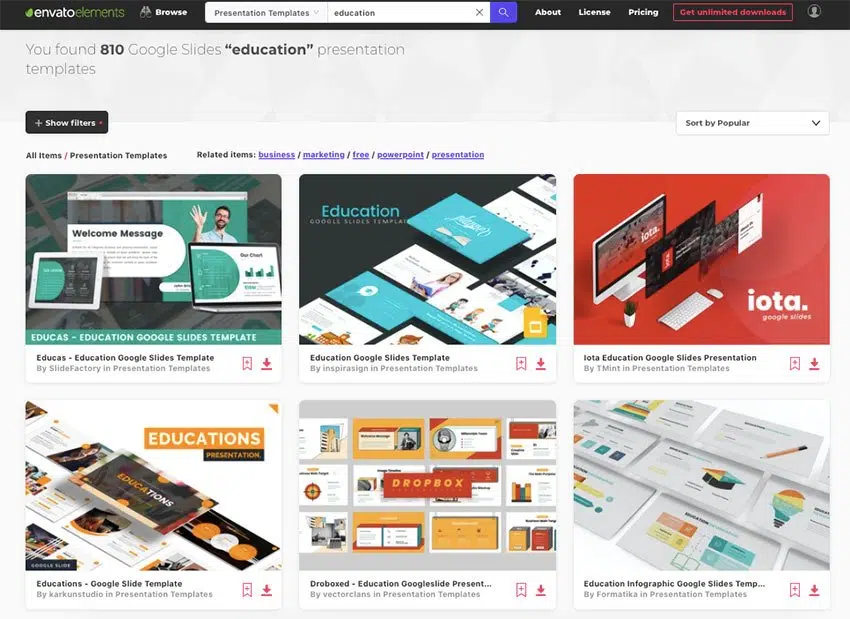 envatoelements
Browse
Presentation Templates
education
About
License
Pricing
Get unlimited downloads
You found 810 Google Slides “education” presentation
templates
+ Show filters
Sort by Popular
All Items / Presentation Templates
Related items: business / marketing / free / powerpoint / presentation
Welcome Message
Our Chart
EDUCAS - EDUCATION GOOGLE SLIDES TEMPLATE
Educas - Education Google Slides Template
By SlideFactory in Presentation Templates
Education
GOOGLE SLIDES TEMPLATE
Education Google Slides Template
By inspirasign in Presentation Templates
iota.
iota.
google slides
Iota Education Google Slides Presentation
By TMint in Presentation Templates
EDUCATIONS
PRESENTATION.
EDUCATIONS
GOOGLE SLIDE
Educations - Google Slide Template
By karkunstudio in Presentation Templates
DROPBOX
Droboxed - Education Googleslide Present...
By vectorclans in Presentation Templates
Education Infographic Google Slides Temp...
By Formatika in Presentation Templates